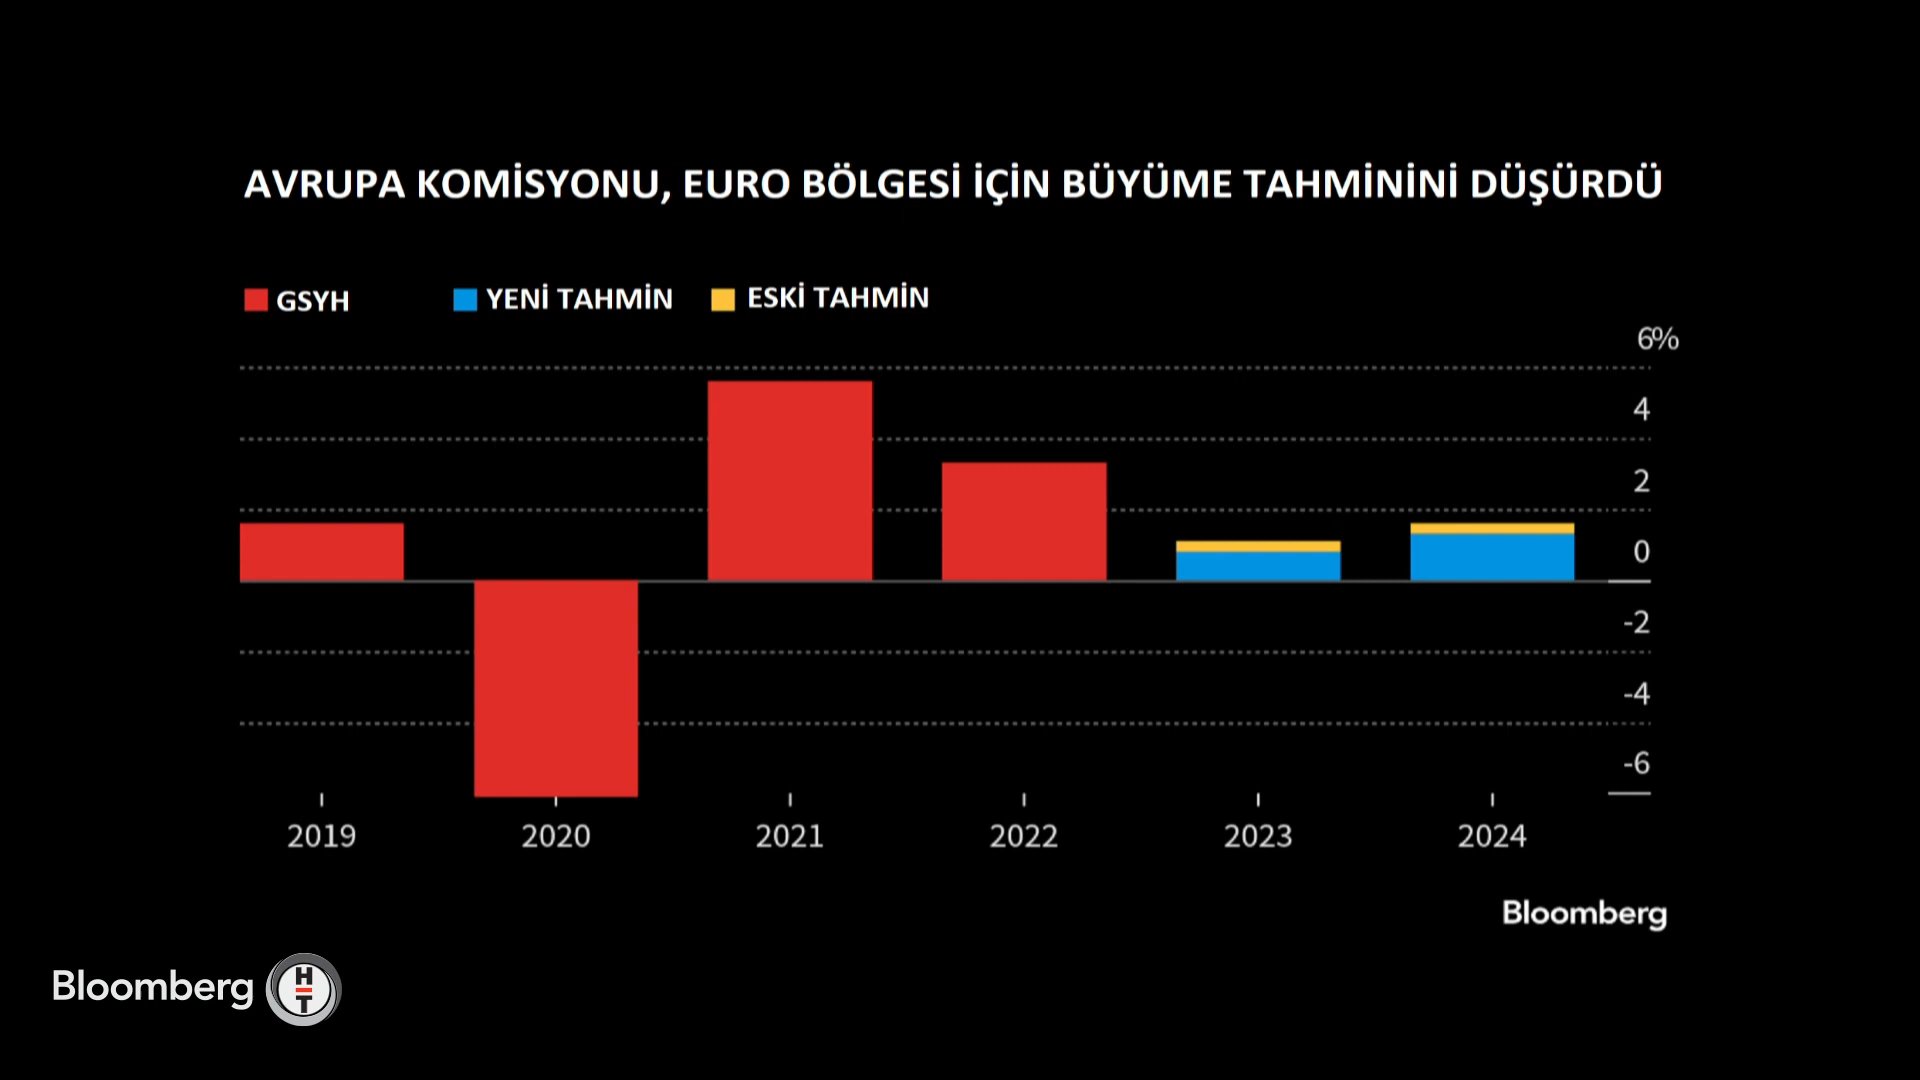 AVRUPA KOMİSYONU, EURO BÖLGESİ İÇİN BÜYÜME TAHMİNİNİ DÜŞÜRDÜ
GSYH YENİ TAHMİN ESKİ TAHMİN
6%
4
2
0
-2
-4
-6
2019 2020 2021 2022 2023 2024
Bloomberg
Bloomberg HT